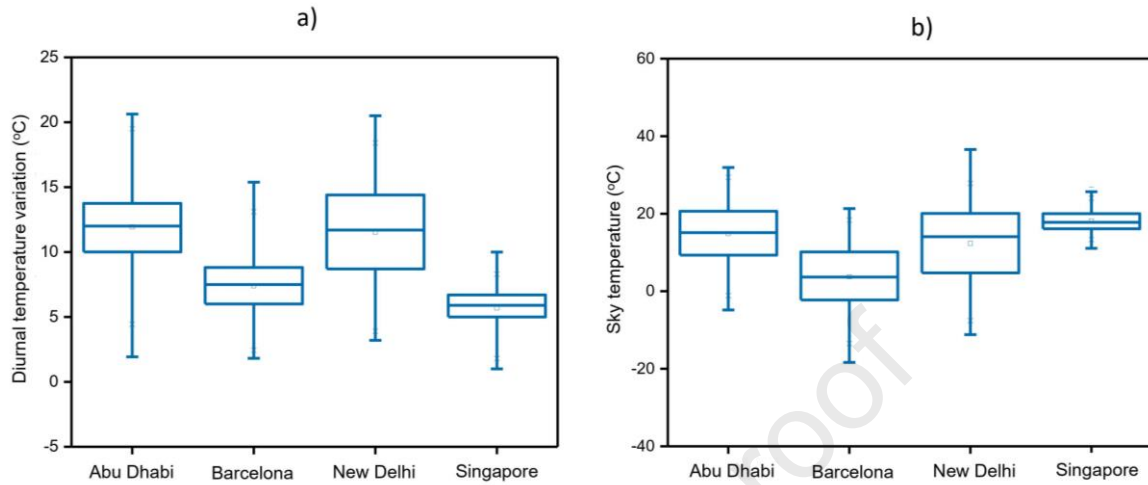 a)
Diurnal temperature variation (°C)
25
20
15
10
5
0
-5
Abu Dhabi Barcelona New Delhi Singapore
b)
Sky temperature (°C)
60
40
20
0
-20
-40
Abu Dhabi Barcelona New Delhi Singapore
roof